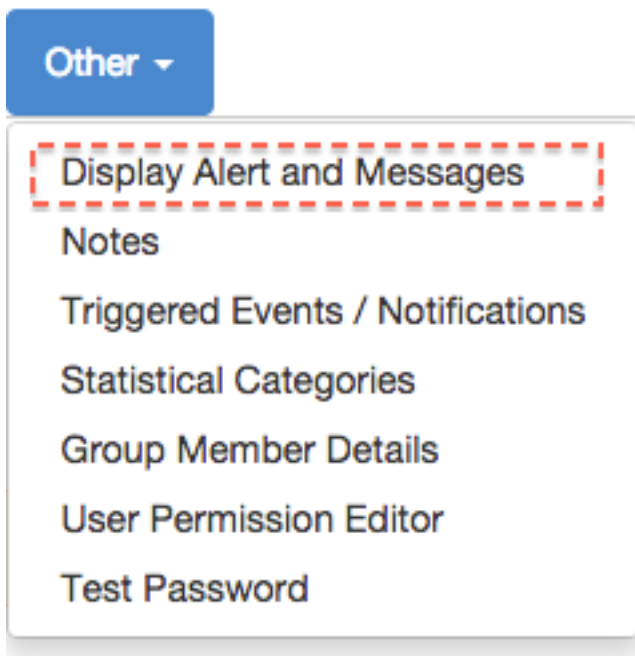 Other
Display Alert and Messages
Notes
Triggered Events / Notifications
Statistical Categories
Group Member Details
User Permission Editor
Test Password